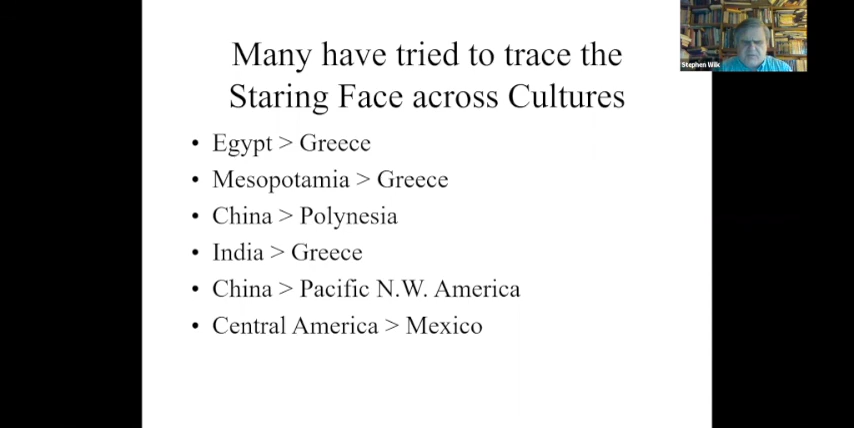 Many have tried to trace the
Staring Face across Cultures
• Egypt > Greece
• Mesopotamia > Greece
• China > Polynesia
• India > Greece
• China > Pacific N.W. America
• Central America > Mexico
Stephen Wilk